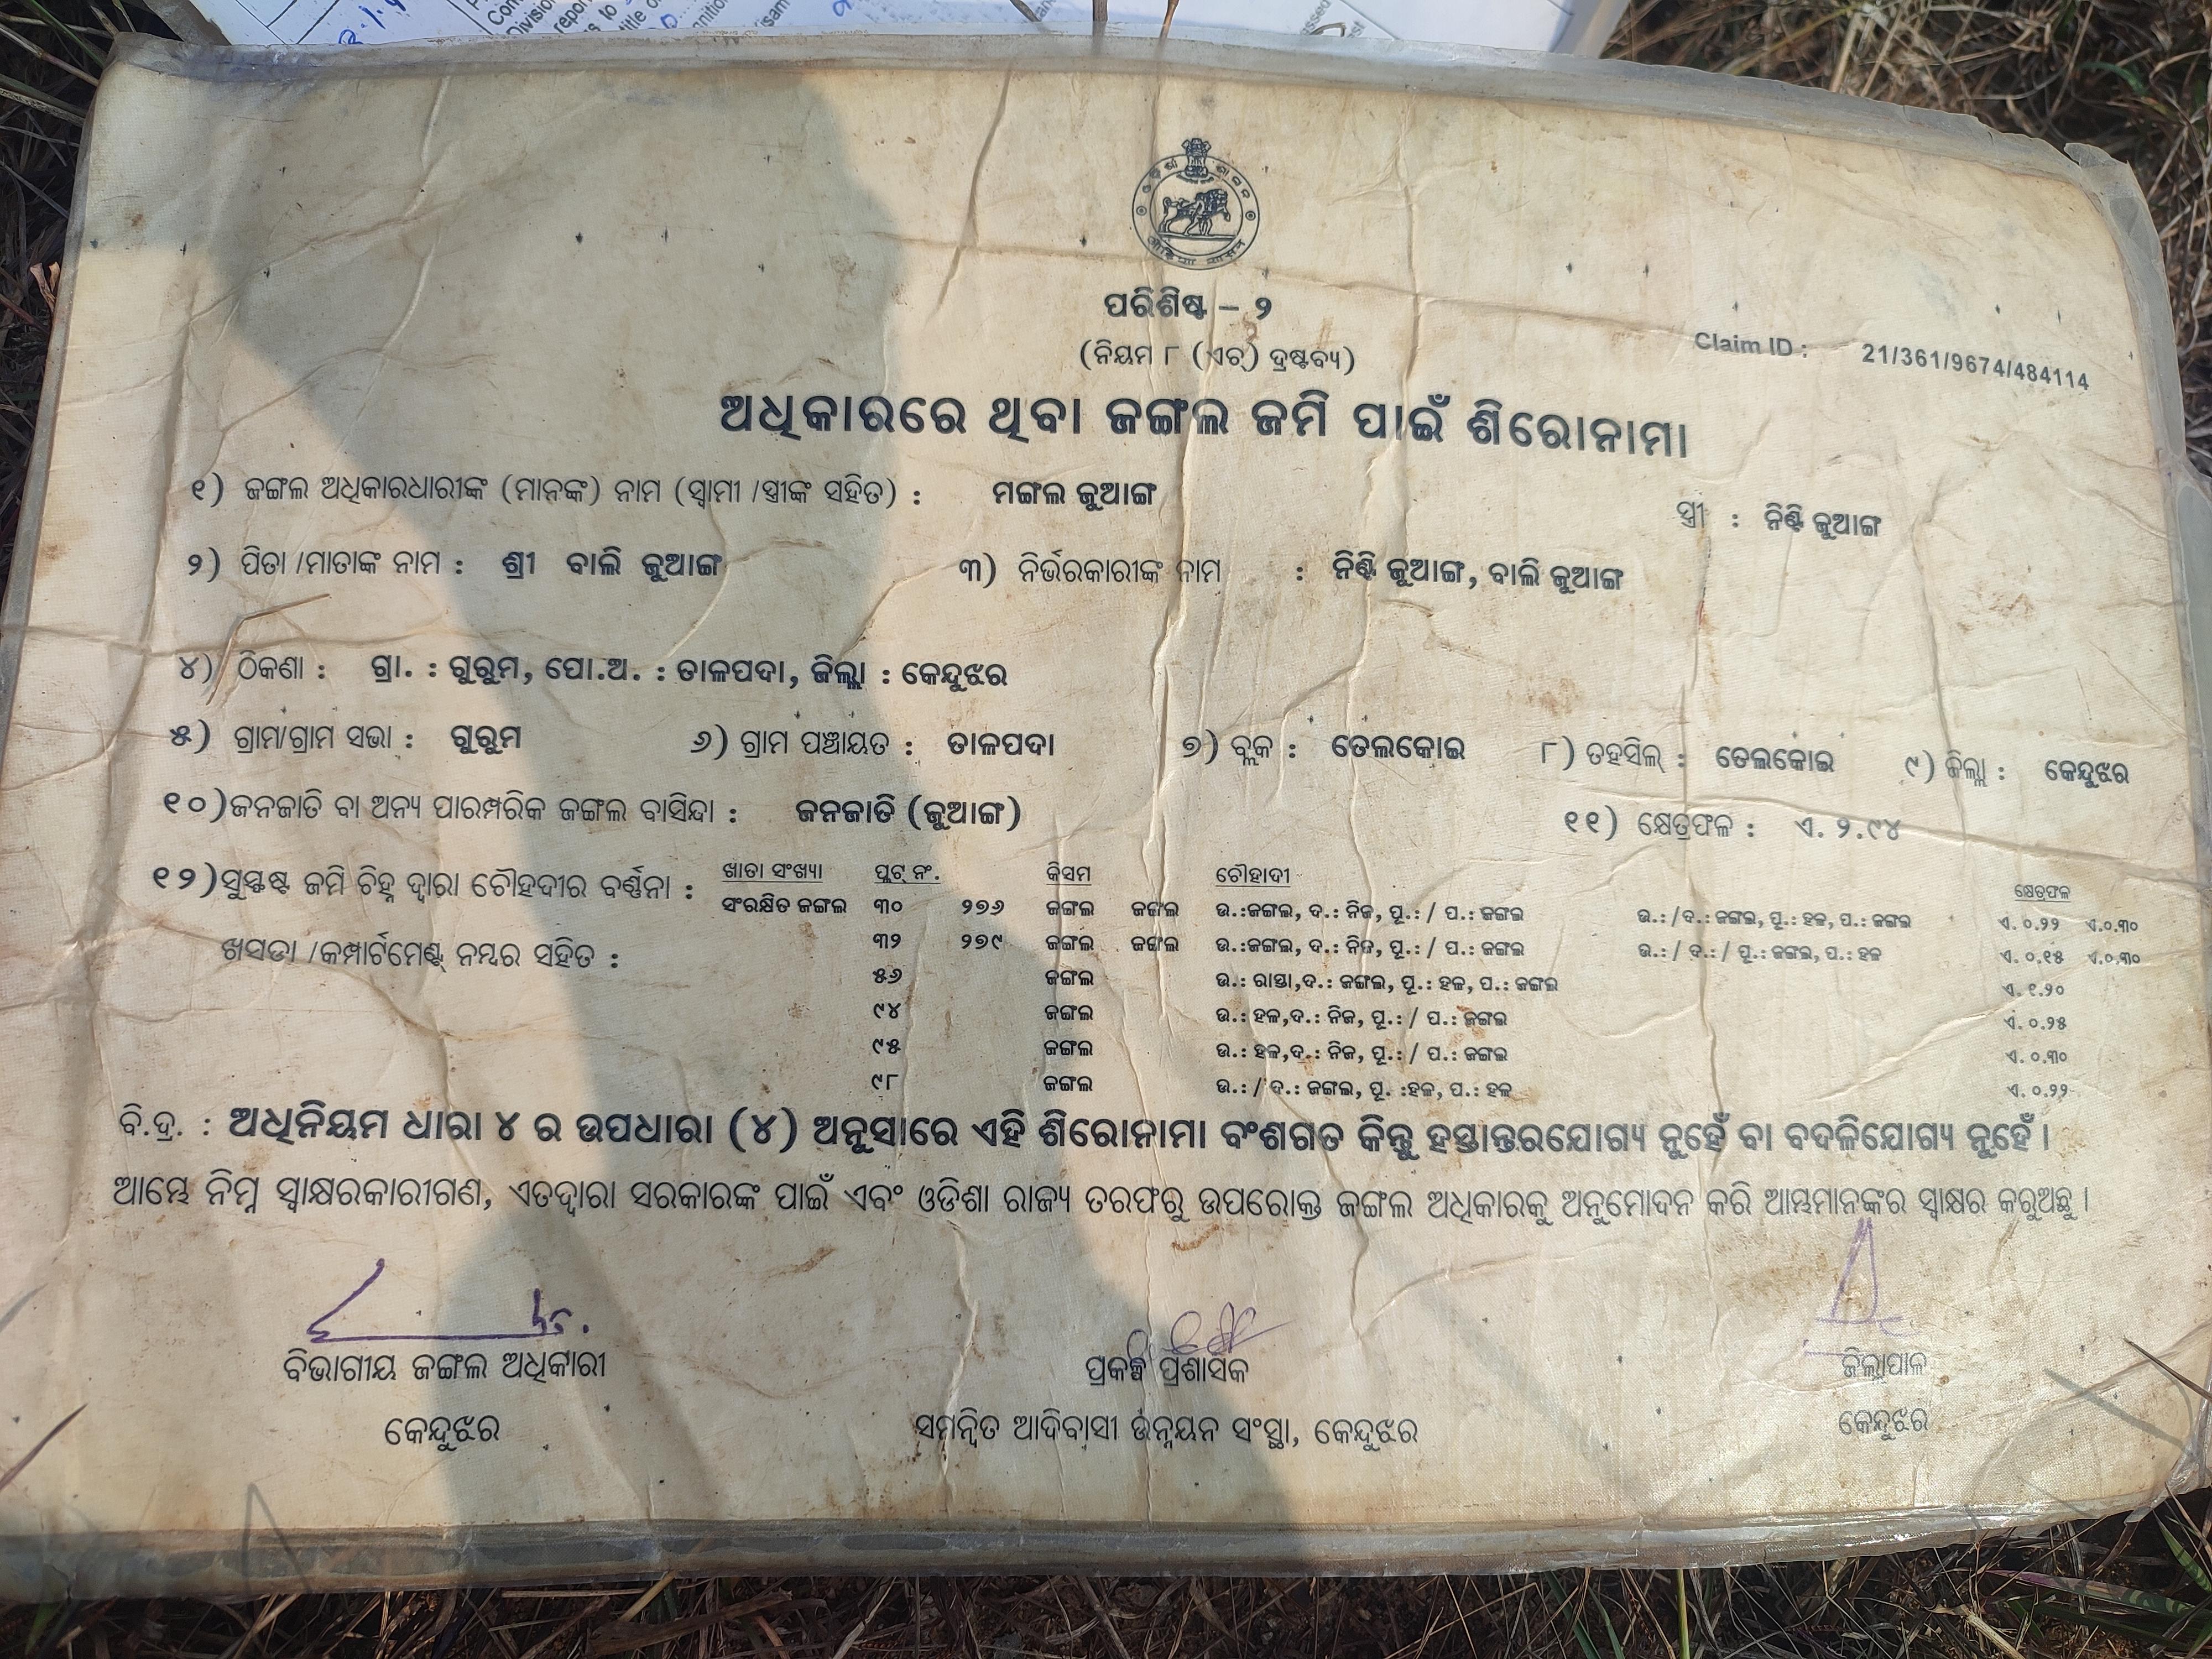 ପରିଶିଷ୍ଟ – ୨
(ନିୟମ ୮ (ଏଚ୍) ଦ୍ରଷ୍ଟବ୍ୟ)
Claim ID : 21/361/9674/484114
ଅଧିକାରରେ ଥିବା ଜଙ୍ଗଲ ଜମି ପାଇଁ ଶିରୋନାମା
୧) ଜଙ୍ଗଲ ଅଧିକାରଧାରୀଙ୍କ (ମାନଙ୍କ) ନାମ (ସ୍ୱାମୀ /ସ୍ତ୍ରୀଙ୍କ ସହିତ) : ମଙ୍ଗଲ ଜୁଆଙ୍ଗ ସ୍ତ୍ରୀ : ନିଣ୍ଟି ଜୁଆଙ୍ଗ
୨) ପିତା /ମାତାଙ୍କ ନାମ : ଶ୍ରୀ ବାଲି ଜୁଆଙ୍ଗ ୩) ନିର୍ଭରକାରୀଙ୍କ ନାମ : ନିଣ୍ଟି ଜୁଆଙ୍ଗ, ବାଲି ଜୁଆଙ୍ଗ
୪) ଠିକଣା : ଗ୍ରା. : ଗୁରୁମ, ପୋ.ଅ. : ତାଳପଦା, ଜିଲ୍ଲା : କେନ୍ଦୁଝର
୫) ଗ୍ରାମ/ଗ୍ରାମ ସଭା : ଗୁରୁମ ୬) ଗ୍ରାମ ପଞ୍ଚାୟତ : ତାଳପଦା ୭) ବ୍ଲକ : ତେଲକୋଇ ୮) ତହସିଲ୍ : ତେଲକୋଇ ୯) ଜିଲ୍ଲା : କେନ୍ଦୁଝର
୧୦) ଜନଜାତି ବା ଅନ୍ୟ ପାରମ୍ପରିକ ଜଙ୍ଗଲ ବାସିନ୍ଦା : ଜନଜାତି (ଜୁଆଙ୍ଗ) ୧୧) କ୍ଷେତ୍ରଫଳ : ଏ. ୨.୯୪
୧୨) ସୁସ୍ପଷ୍ଟ ଜମି ଚିହ୍ନ ଦ୍ୱାରା ଚୌହଦୀର ବର୍ଣ୍ଣନା : ଖାତା ସଂଖ୍ୟା ପ୍ଲଟ୍ ନଂ. କିସମ ଚୌହାଦୀ କ୍ଷେତ୍ରଫଳ
ସଂରକ୍ଷିତ ଜଙ୍ଗଲ ୩୦ ୨୭୬ ଜଙ୍ଗଲ ଜଙ୍ଗଲ ଉ.:ଜଙ୍ଗଲ, ଦ.: ନିଜ, ପୂ.: / ପ.: ଜଙ୍ଗଲ ଉ.: /ଦ.: ଜଙ୍ଗଲ, ପୂ.: ହଳ, ପ.: ଜଙ୍ଗଲ ଏ. ୦.୨୨ ଏ.୦.୩୦
ଖସଡା /କମ୍ପାର୍ଟମେଣ୍ଟ୍ ନମ୍ବର ସହିତ : ୩୨ ୨୭୯ ଜଙ୍ଗଲ ଜଙ୍ଗଲ ଉ.:ଜଙ୍ଗଲ, ଦ.: ନିଜ, ପୂ.: / ପ.: ଜଙ୍ଗଲ ଉ.: / ଦ.: / ପୂ.: ଜଙ୍ଗଲ, ପ.: ହଳ ଏ. ୦.୧୫ ଏ.୦.୩୦
୫୬ ଜଙ୍ଗଲ ଉ.: ରାସ୍ତା,ଦ.: ଜଙ୍ଗଲ, ପୂ.: ହଳ, ପ.: ଜଙ୍ଗଲ ଏ. ୧.୨୦
୯୪ ଜଙ୍ଗଲ ଉ.: ହଳ,ଦ.: ନିଜ, ପୂ.: / ପ.: ଜଙ୍ଗଲ ଏ. ୦.୨୫
୯୫ ଜଙ୍ଗଲ ଉ.: ହଳ,ଦ.: ନିଜ, ପୂ.: / ପ.: ଜଙ୍ଗଲ ଏ. ୦.୩୦
୯୮ ଜଙ୍ଗଲ ଉ.: / ଦ.: ଜଙ୍ଗଲ, ପୂ. :ହଳ, ପ.: ହଳ ଏ. ୦.୨୨
ବି.ଦ୍ର. : ଅଧିନିୟମ ଧାରା ୪ ର ଉପଧାରା (୪) ଅନୁସାରେ ଏହି ଶିରୋନାମା ବଂଶଗତ କିନ୍ତୁ ହସ୍ତାନ୍ତରଯୋଗ୍ୟ ନୁହେଁ ବା ବଦଳିଯୋଗ୍ୟ ନୁହେଁ।
ଆମ୍ଭେ ନିମ୍ନ ସ୍ୱାକ୍ଷରକାରୀଗଣ, ଏତଦ୍ଦ୍ୱାରା ସରକାରଙ୍କ ପାଇଁ ଏବଂ ଓଡିଶା ରାଜ୍ୟ ତରଫରୁ ଉପରୋକ୍ତ ଜଙ୍ଗଲ ଅଧିକାରକୁ ଅନୁମୋଦନ କରି ଆମ୍ଭମାନଙ୍କର ସ୍ୱାକ୍ଷର କରୁଅଛୁ।
ବିଭାଗୀୟ ଜଙ୍ଗଲ ଅଧିକାରୀ ପ୍ରକଳ୍ପ ପ୍ରଶାସକ ଜିଲ୍ଲାପାଳ
କେନ୍ଦୁଝର ସମନ୍ୱିତ ଆଦିବାସୀ ଉନ୍ନୟନ ସଂସ୍ଥା, କେନ୍ଦୁଝର କେନ୍ଦୁଝର